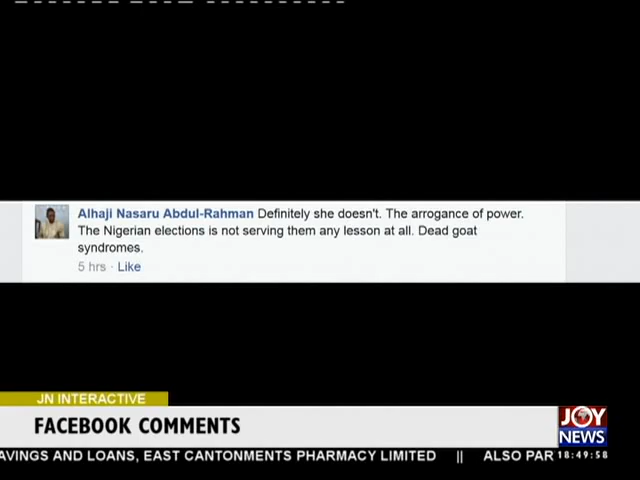 Alhaji Nasaru Abdul-Rahman Definitely she doesn't. The arrogance of power.
The Nigerian elections is not serving them any lesson at all. Dead goat
syndromes.
5 hrs · Like
JN INTERACTIVE
FACEBOOK COMMENTS
JOY
NEWS
AVINGS AND LOANS, EAST CANTONMENTS PHARMACY LIMITED || ALSO PAR
18:49:58